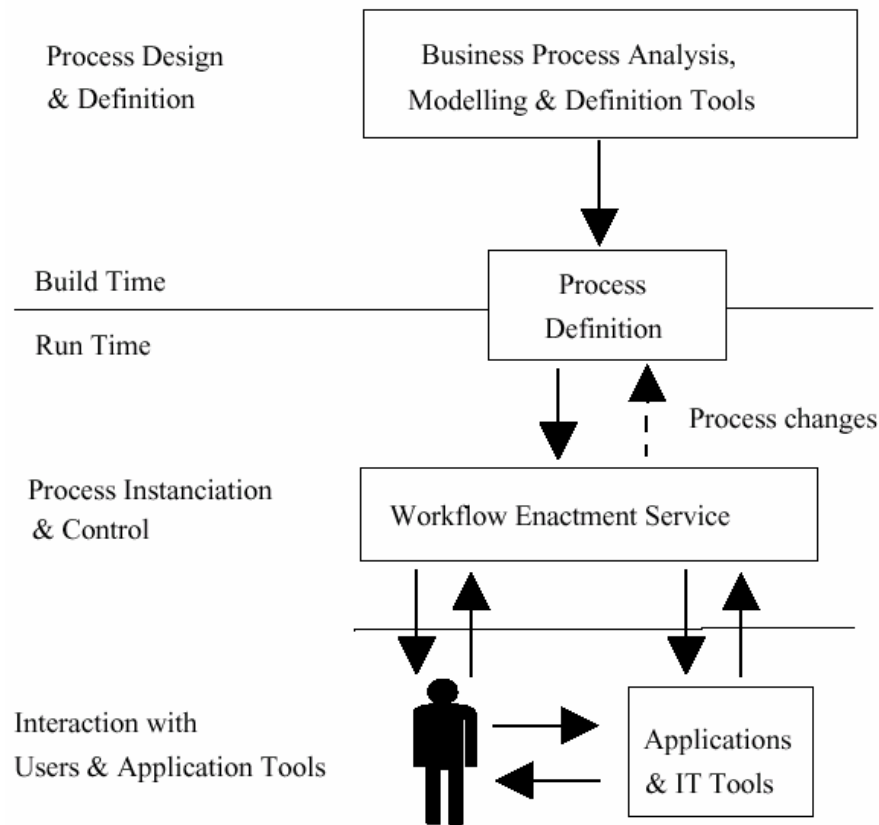 Process Design
& Definition
Business Process Analysis,
Modelling & Definition Tools
Build Time
Process
Definition
Run Time
Process changes
Process Instanciation
& Control
Workflow Enactment Service
Interaction with
Users & Application Tools
Applications
& IT Tools